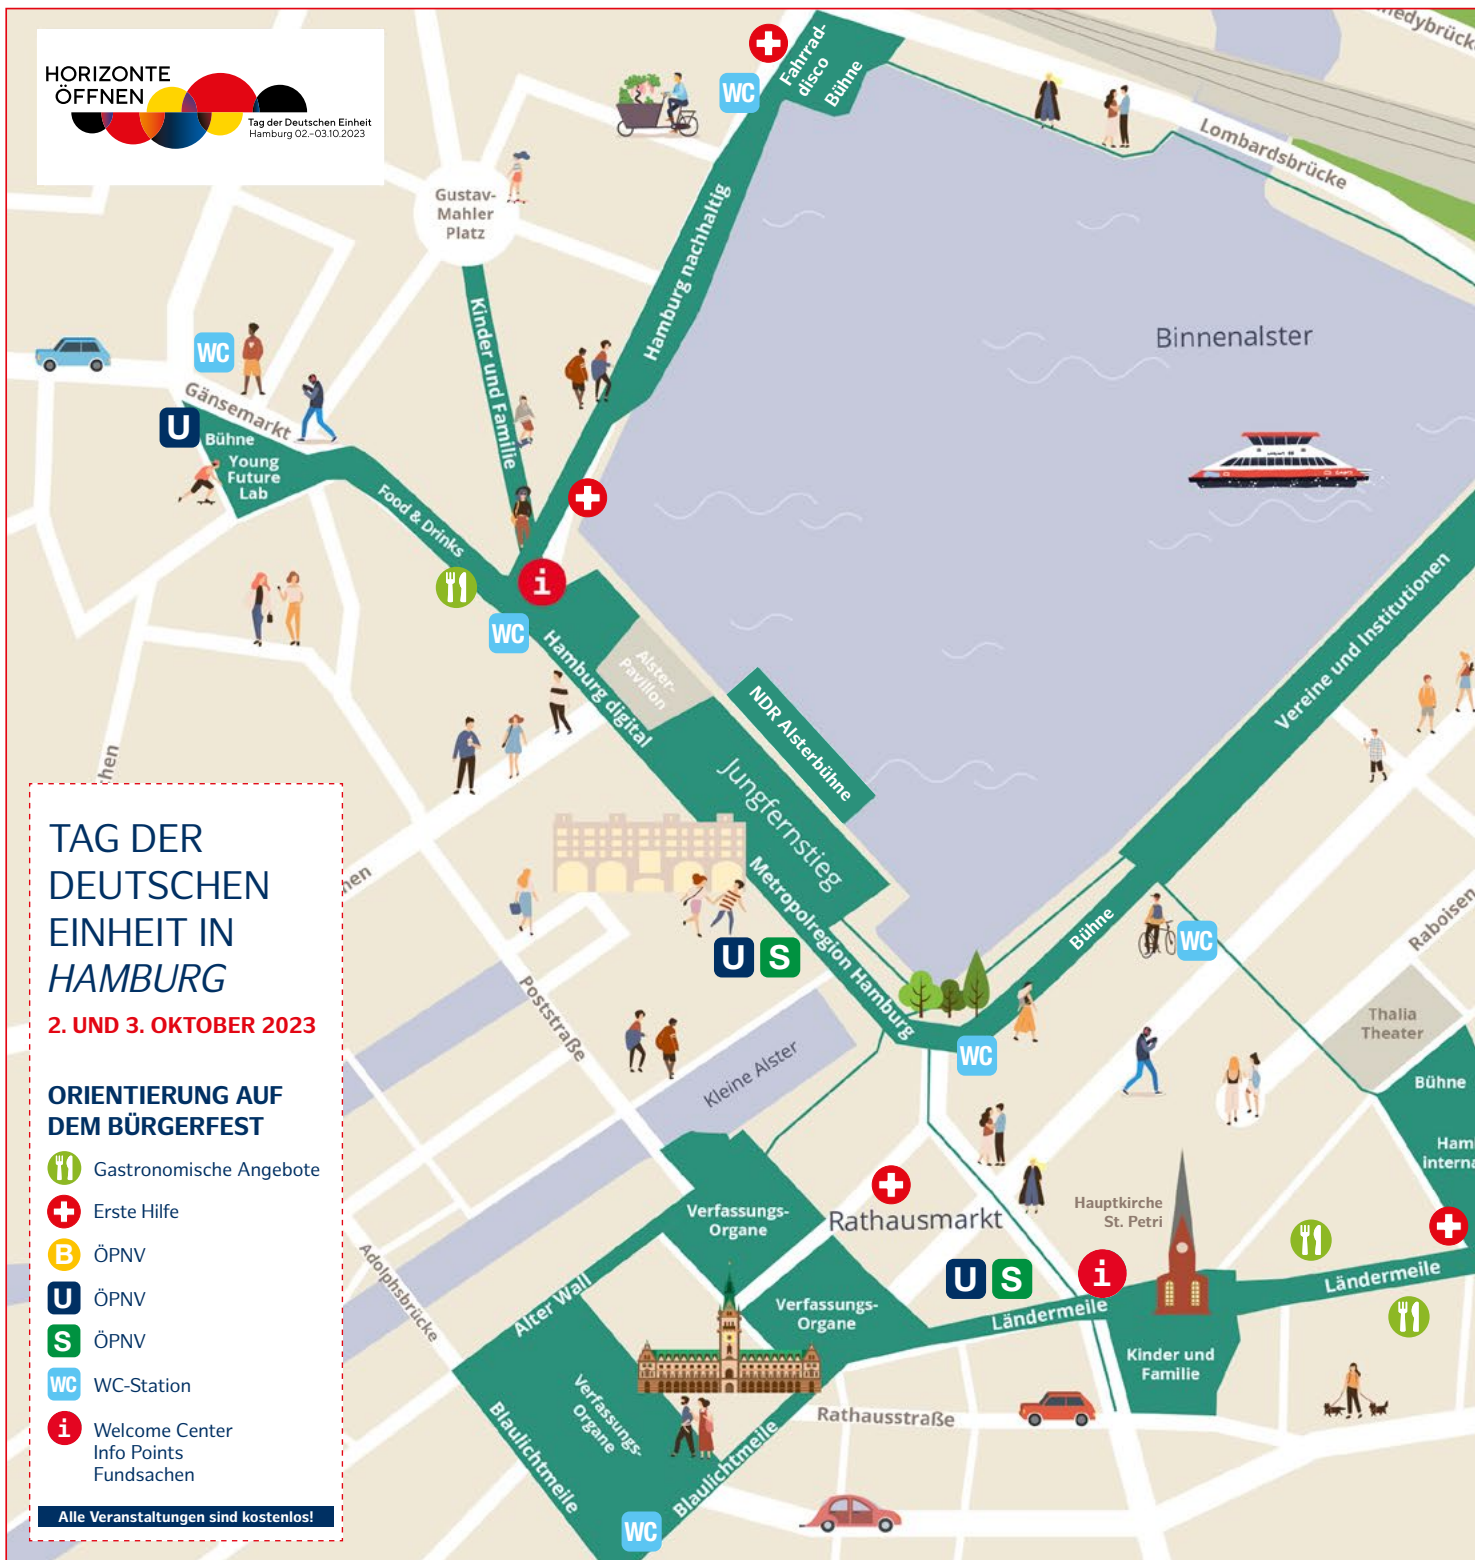 HORIZONTE
ÖFFNEN
Tag der Deutschen Einheit
Hamburg 02.–03.10.2023
WC
Fahrrad-
disco
Bühne
Lombardsbrücke
Gustav-
Mahler
Platz
Hamburg nachhaltig
Kinder und Familie
Binnenalster
WC
Gänsemarkt
U
Bühne
Young
Future
Lab
Food & Drinks
i
WC
Hamburg digital
Alster-
Pavillon
NDR Alsterbühne
Jungfernstieg
Metropolregion Hamburg
Vereine und Institutionen
Bühne
U S
WC
WC
Raboisen
Thalia
Theater
Bühne
Poststraße
Kleine Alster
Verfassungs-
Organe
Rathausmarkt
Hauptkirche
St. Petri
U S
i
Ländermeile
Ländermeile
Verfassungs-
Organe
Kinder und
Familie
Alter Wall
Adolphsbrücke
Verfassungs-
Organe
Blaulichtmeile
Blaulichtmeile
Rathausstraße
WC
TAG DER
DEUTSCHEN
EINHEIT IN
HAMBURG
2. UND 3. OKTOBER 2023
ORIENTIERUNG AUF
DEM BÜRGERFEST
Gastronomische Angebote
Erste Hilfe
B ÖPNV
U ÖPNV
S ÖPNV
WC WC-Station
i Welcome Center
Info Points
Fundsachen
Alle Veranstaltungen sind kostenlos!